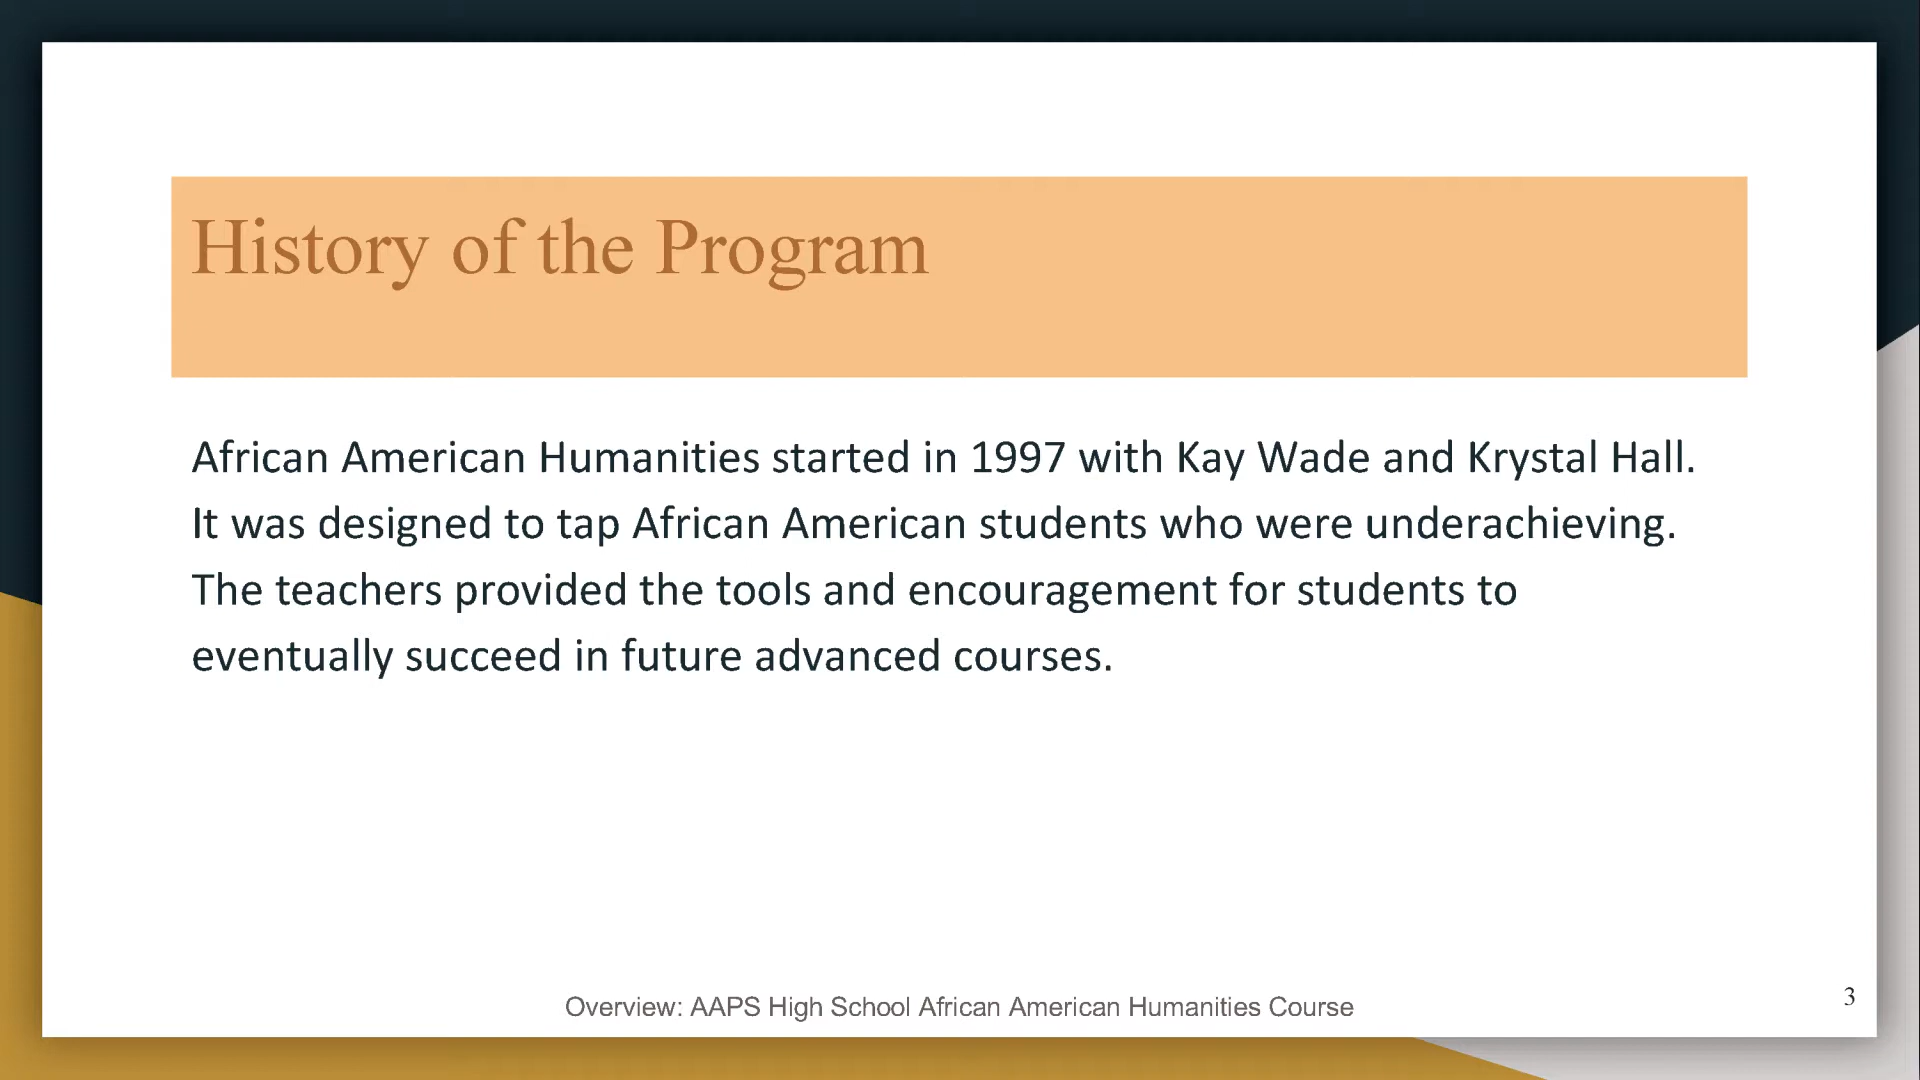 History of the Program
African American Humanities started in 1997 with Kay Wade and Krystal Hall.
It was designed to tap African American students who were underachieving.
The teachers provided the tools and encouragement for students to
eventually succeed in future advanced courses.
Overview: AAPS High School African American Humanities Course
3